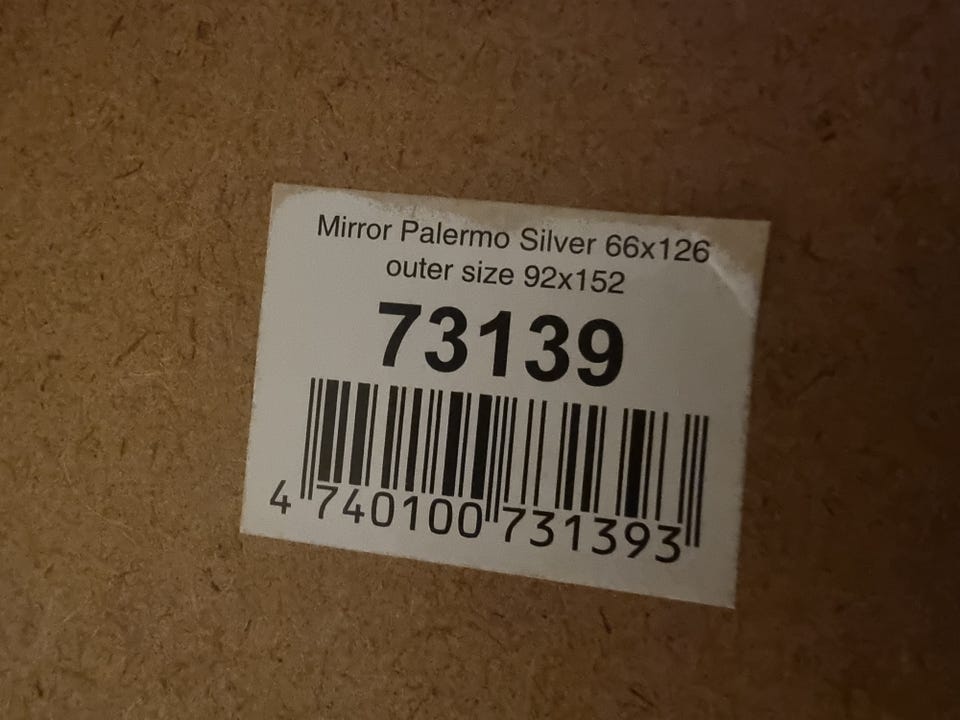 Mirror Palermo Silver 66x126
outer size 92x152
73139
4 740100 731393